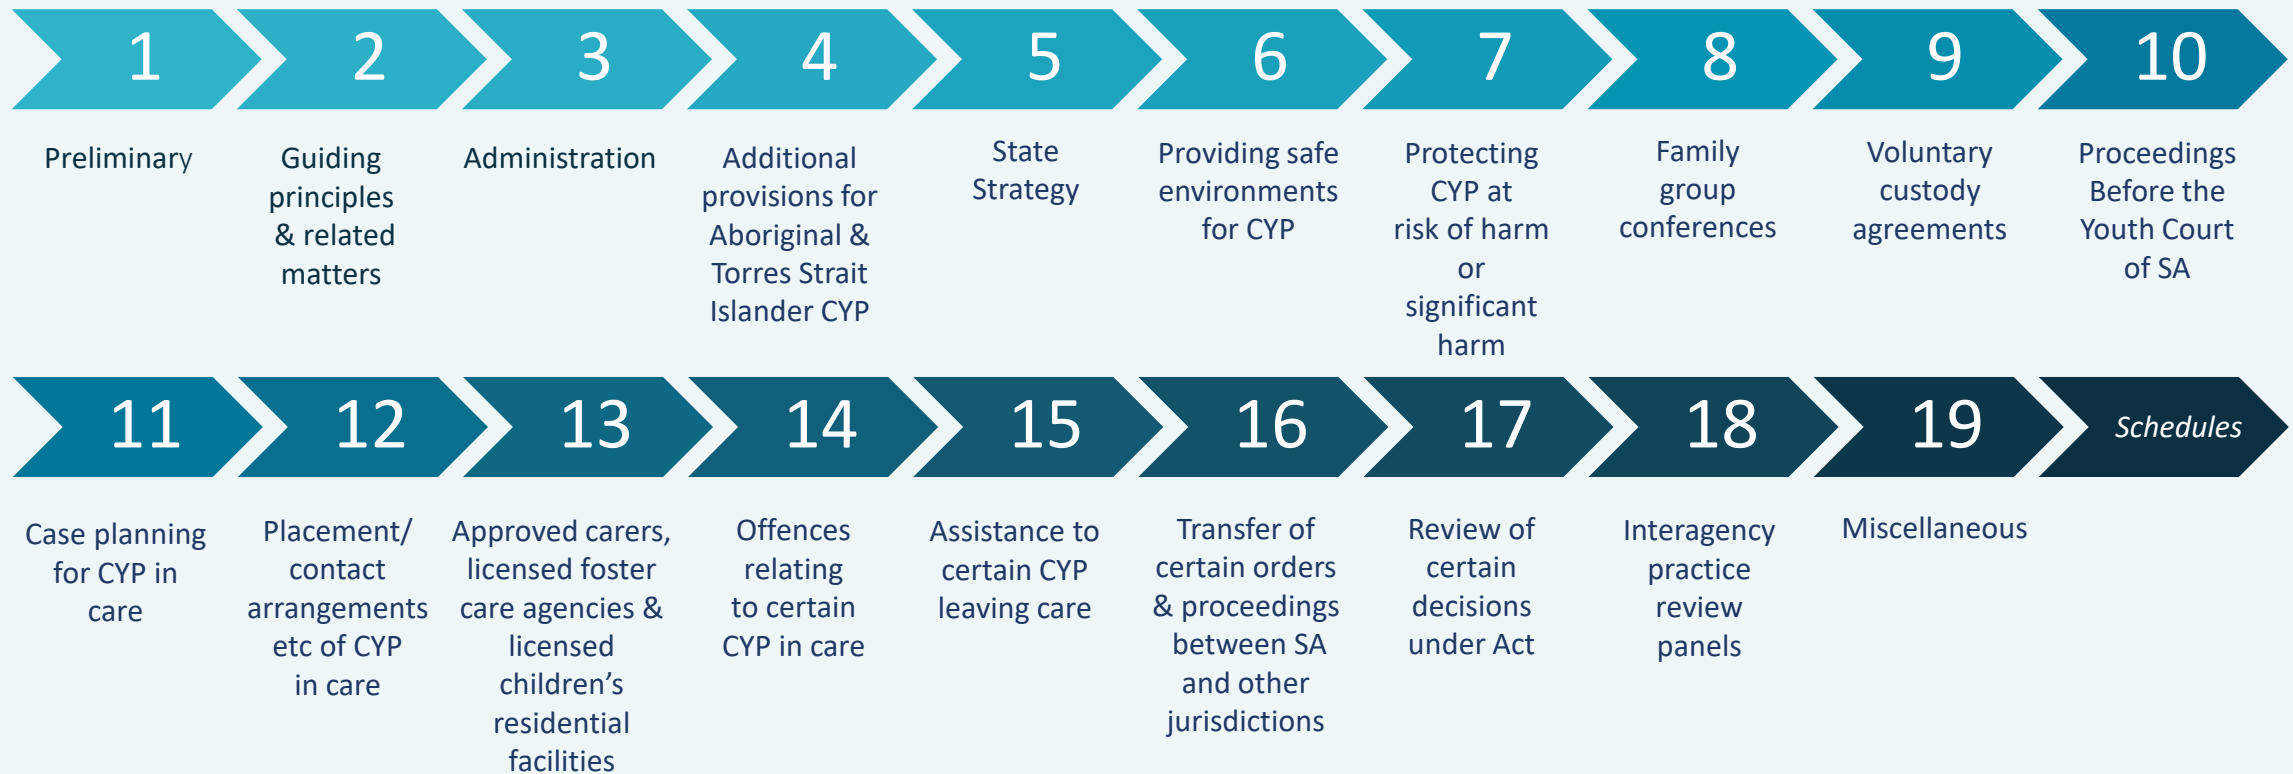 1
2
3
4
5
6
7
8
9
10
Preliminary
Guiding
principles
& related
matters
Administration
Additional
provisions for
Aboriginal &
Torres Strait
Islander CYP
State
Strategy
Providing safe
environments
for CYP
Protecting
CYP at
risk of harm
or
significant
harm
Family
group
conferences
Voluntary
custody
agreements
Proceedings
Before the
Youth Court
of SA
11
12
13
14
15
16
17
18
19
Schedules
Case planning
for CYP in
care
Placement/
contact
arrangements
etc of CYP
in care
Approved carers,
licensed foster
care agencies &
licensed
children’s
residential
facilities
Offences
relating
to certain
CYP in care
Assistance to
certain CYP
leaving care
Transfer of
certain orders
& proceedings
between SA
and other
jurisdictions
Review of
certain
decisions
under Act
Interagency
practice
review
panels
Miscellaneous